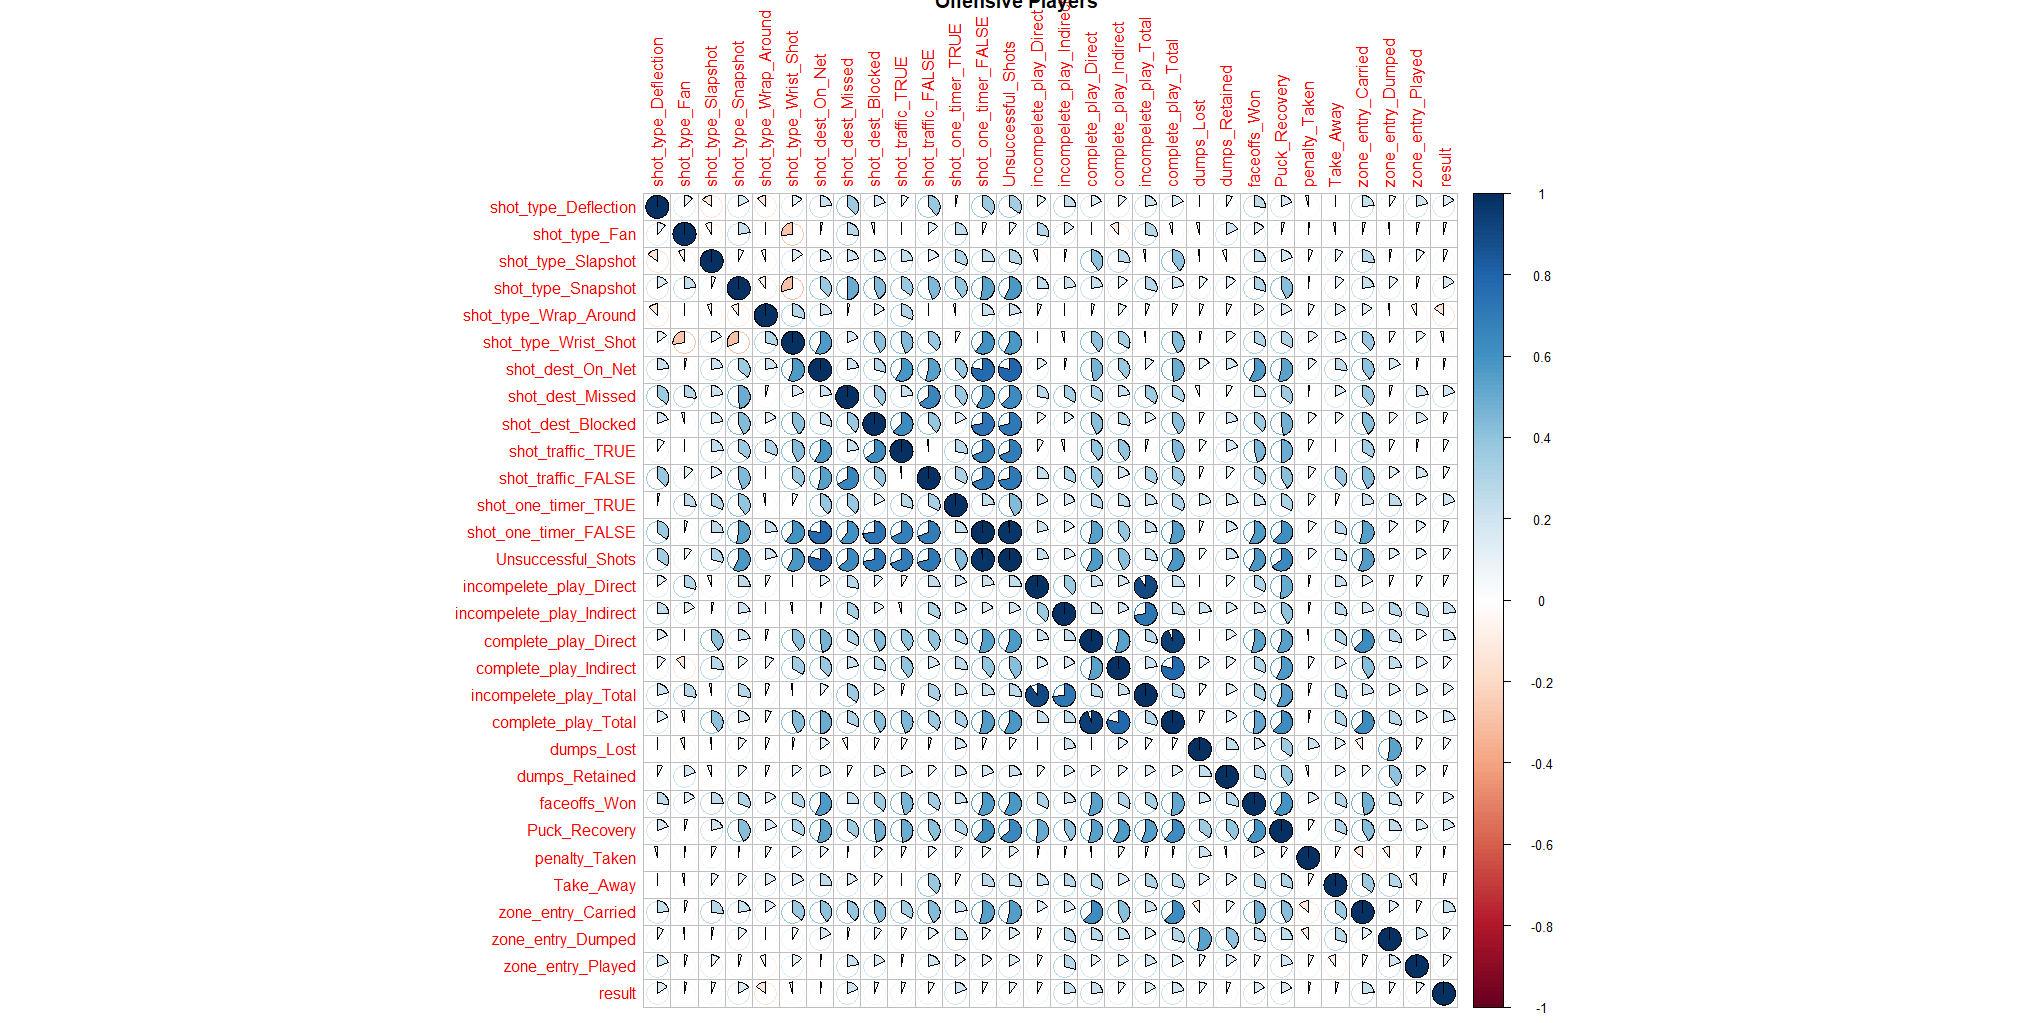 Offensive Players
shot_type_Deflection
shot_type_Fan
shot_type_Slapshot
shot_type_Snapshot
shot_type_Wrap_Around
shot_type_Wrist_Shot
shot_dest_On_Net
shot_dest_Missed
shot_dest_Blocked
shot_traffic_TRUE
shot_traffic_FALSE
shot_one_timer_TRUE
shot_one_timer_FALSE
Unsuccessful_Shots
incompelete_play_Direct
incompelete_play_Indirect
complete_play_Direct
complete_play_Indirect
incompelete_play_Total
complete_play_Total
dumps_Lost
dumps_Retained
faceoffs_Won
Puck_Recovery
penalty_Taken
Take_Away
zone_entry_Carried
zone_entry_Dumped
zone_entry_Played
result
shot_type_Deflection
shot_type_Fan
shot_type_Slapshot
shot_type_Snapshot
shot_type_Wrap_Around
shot_type_Wrist_Shot
shot_dest_On_Net
shot_dest_Missed
shot_dest_Blocked
shot_traffic_TRUE
shot_traffic_FALSE
shot_one_timer_TRUE
shot_one_timer_FALSE
Unsuccessful_Shots
incompelete_play_Direct
incompelete_play_Indirect
complete_play_Direct
complete_play_Indirect
incompelete_play_Total
complete_play_Total
dumps_Lost
dumps_Retained
faceoffs_Won
Puck_Recovery
penalty_Taken
Take_Away
zone_entry_Carried
zone_entry_Dumped
zone_entry_Played
result
1
0.8
0.6
0.4
0.2
0
-0.2
-0.4
-0.6
-0.8
-1